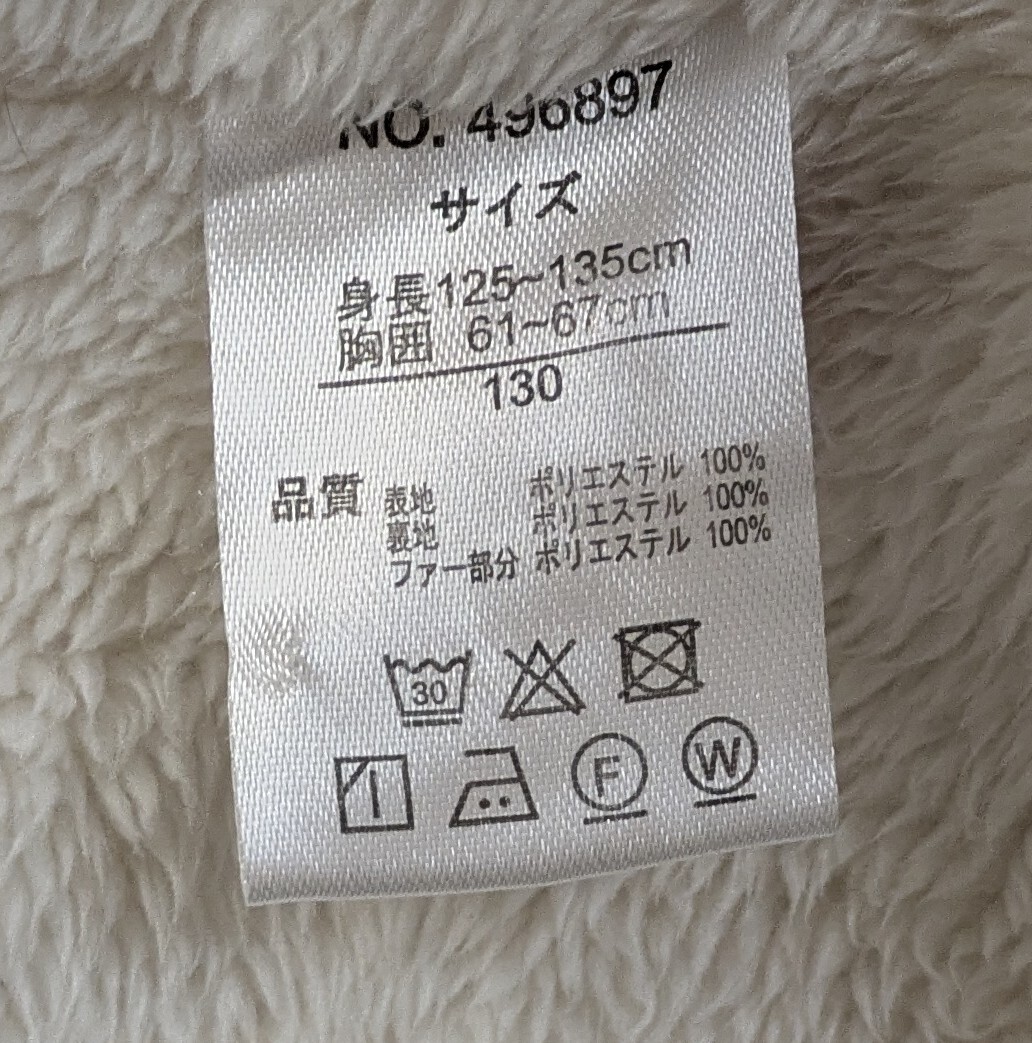 NO. 496897
サイズ
身長125~135cm
胸囲 61~67cm
130
品質 表地 ポリエステル 100%
裏地 ポリエステル 100%
ファー部分 ポリエステル 100%
30
F W